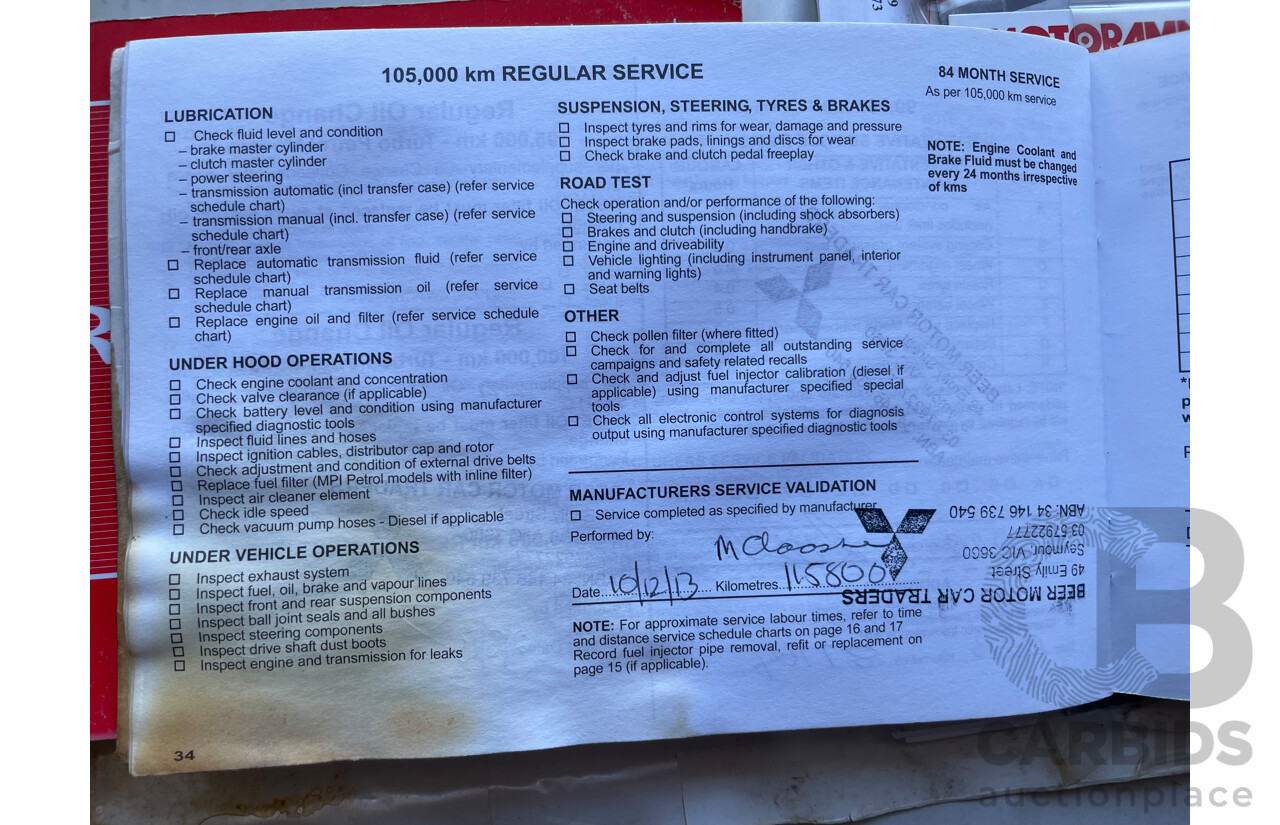 105,000 km REGULAR SERVICE
LUBRICATION
Check fluid level and condition
– brake master cylinder
– clutch master cylinder
– power steering
– transmission automatic (incl transfer case) (refer service
schedule chart)
– transmission manual (incl. transfer case) (refer service
schedule chart)
– front/rear axle
Replace automatic transmission fluid (refer service
schedule chart)
Replace manual transmission oil (refer service
schedule chart)
Replace engine oil and filter (refer service schedule
chart)
UNDER HOOD OPERATIONS
Check engine coolant and concentration
Check valve clearance (if applicable)
Check battery level and condition using manufacturer
specified diagnostic tools
Inspect fluid lines and hoses
Inspect ignition cables, distributor cap and rotor
Check adjustment and condition of external drive belts
Replace fuel filter (MPI Petrol models with inline filter)
Inspect air cleaner element
Check idle speed
Check vacuum pump hoses - Diesel if applicable
UNDER VEHICLE OPERATIONS
Inspect exhaust system
Inspect fuel, oil, brake and vapour lines
Inspect front and rear suspension components
Inspect ball joint seals and all bushes
Inspect steering components
Inspect drive shaft dust boots
Inspect engine and transmission for leaks
34
SUSPENSION, STEERING, TYRES & BRAKES
Inspect tyres and rims for wear, damage and pressure
Inspect brake pads, linings and discs for wear
Check brake and clutch pedal freeplay
ROAD TEST
Check operation and/or performance of the following:
Steering and suspension (including shock absorbers)
Brakes and clutch (including handbrake)
Engine and driveability
Vehicle lighting (including instrument panel, interior
and warning lights)
Seat belts
OTHER
Check pollen filter (where fitted)
Check for and complete all outstanding service
campaigns and safety related recalls
Check and adjust fuel injector calibration (diesel if
applicable) using manufacturer specified special
tools
Check all electronic control systems for diagnosis
output using manufacturer specified diagnostic tools
MANUFACTURERS SERVICE VALIDATION
Service completed as specified by manufacturer
Performed by:
Date 10/12/13 Kilometres 115800
NOTE: For approximate service labour times, refer to time
and distance service schedule charts on page 16 and 17
Record fuel injector pipe removal, refit or replacement on
page 15 (if applicable).
84 MONTH SERVICE
As per 105,000 km service
NOTE: Engine Coolant and
Brake Fluid must be changed
every 24 months irrespective
of kms
BEER MOTOR CAR TRADERS
49 Emily Street
Seymour, VIC 3660
03 57922777
ABN: 34 146 739 540
CARBIDS
auctionplace